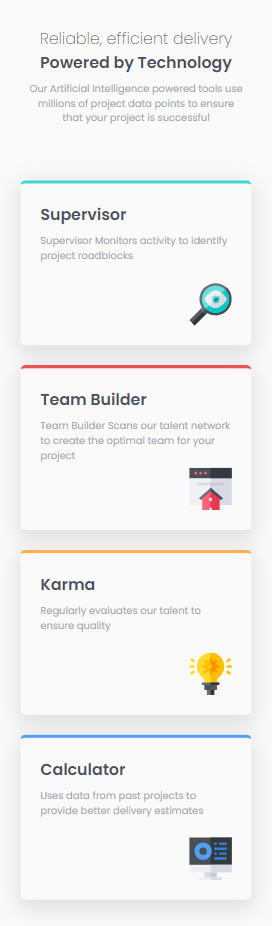 Reliable, efficient delivery
Powered by Technology
Our Artificial Intelligence powered tools use
millions of project data points to ensure
that your project is successful
Supervisor
Supervisor Monitors activity to identify
project roadblocks
Team Builder
Team Builder Scans our talent network
to create the optimal team for your
project
Karma
Regularly evaluates our talent to
ensure quality
Calculator
Uses data from past projects to
provide better delivery estimates